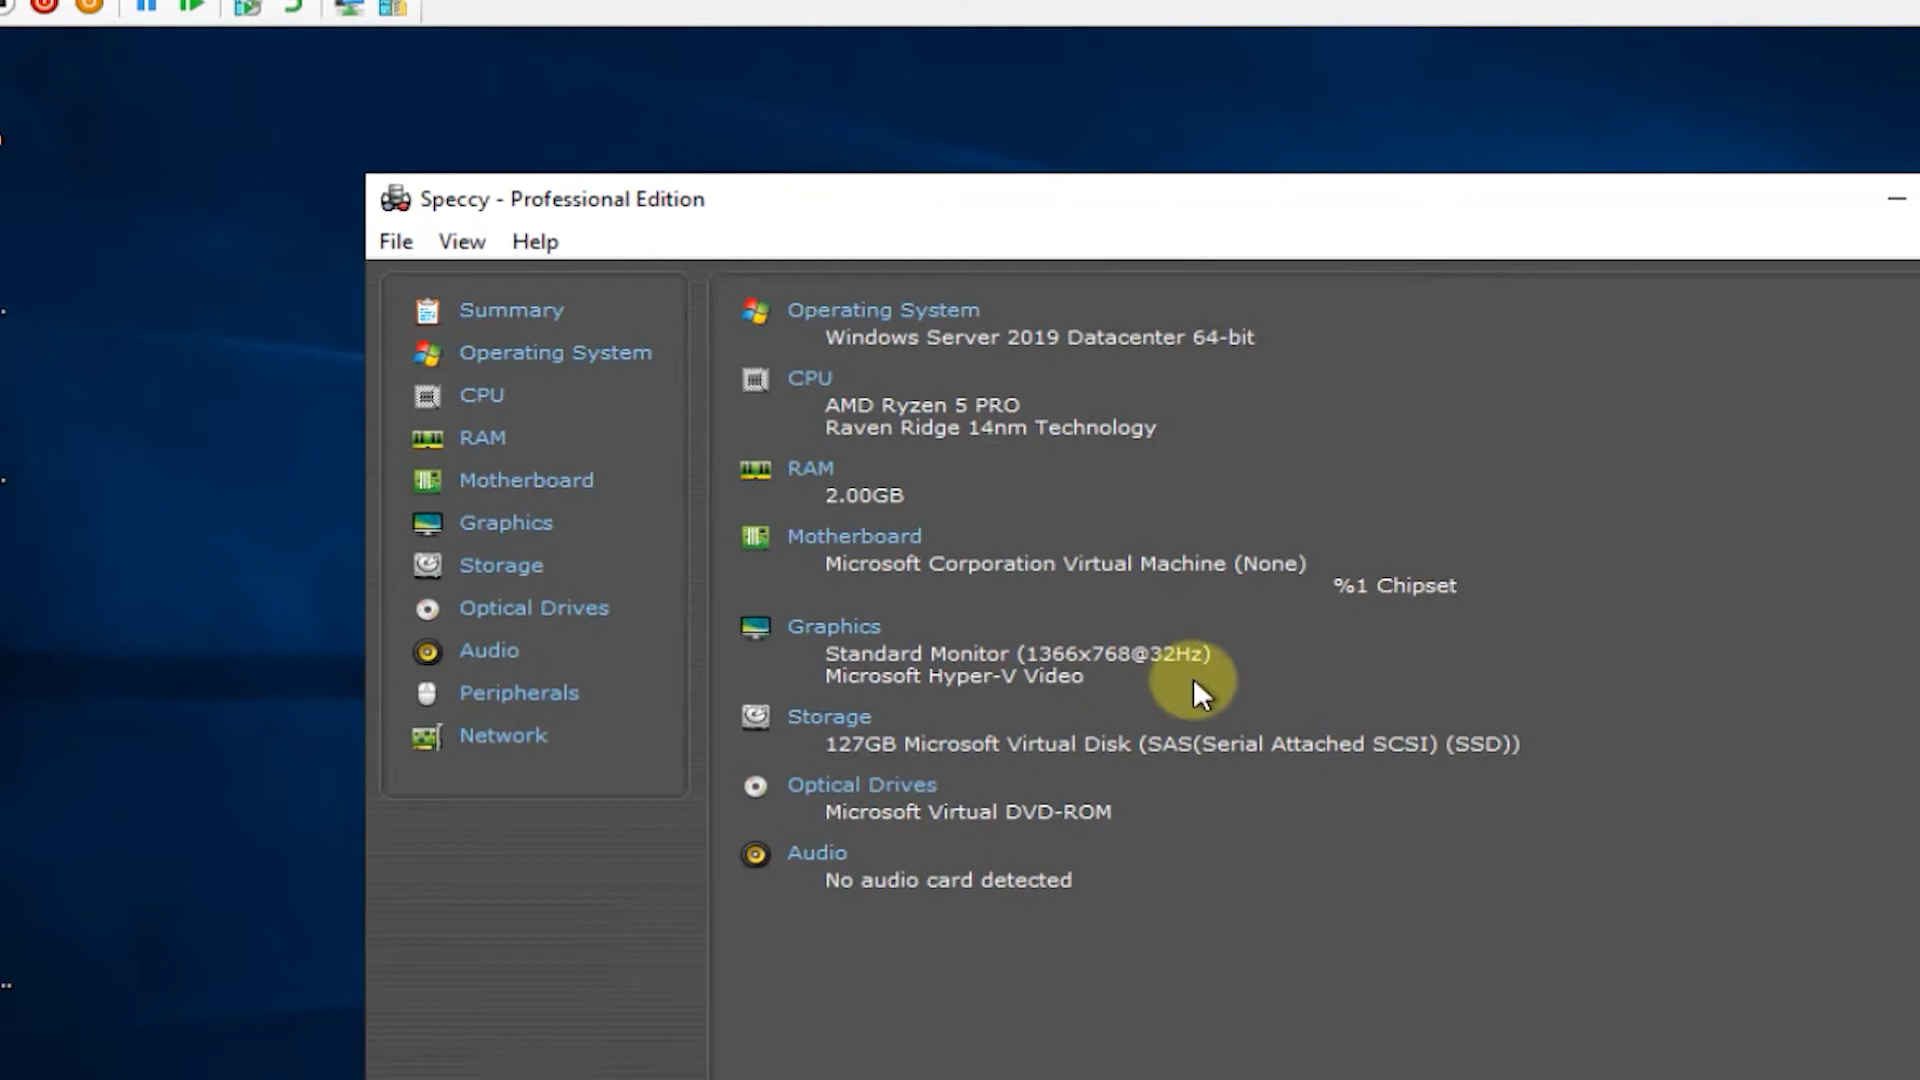 Speccy - Professional Edition
File View Help
Summary
Operating System
CPU
RAM
Motherboard
Graphics
Storage
Optical Drives
Audio
Peripherals
Network
Operating System
Windows Server 2019 Datacenter 64-bit
CPU
AMD Ryzen 5 PRO
Raven Ridge 14nm Technology
RAM
2.00GB
Motherboard
Microsoft Corporation Virtual Machine (None)
%1 Chipset
Graphics
Standard Monitor (1366x768@32Hz)
Microsoft Hyper-V Video
Storage
127GB Microsoft Virtual Disk (SAS(Serial Attached SCSI) (SSD))
Optical Drives
Microsoft Virtual DVD-ROM
Audio
No audio card detected